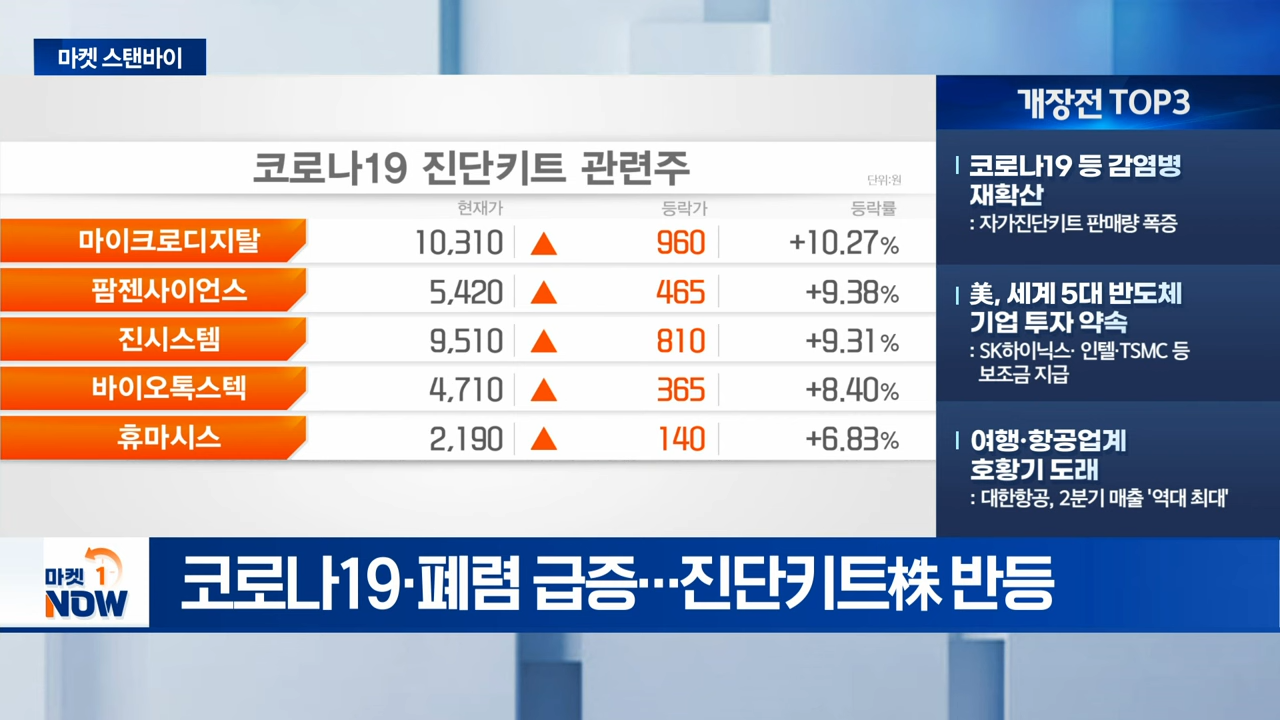 마켓 스탠바이
코로나19 진단키트 관련주
단위:원
현재가 등락가 등락률
마이크로디지탈 10,310 ▲ 960 +10.27%
팜젠사이언스 5,420 ▲ 465 +9.38%
진시스템 9,510 ▲ 810 +9.31%
바이오톡스텍 4,710 ▲ 365 +8.40%
휴마시스 2,190 ▲ 140 +6.83%
개장전 TOP3
코로나19 등 감염병
재확산
: 자가진단키트 판매량 폭증
美, 세계 5대 반도체
기업 투자 약속
: SK하이닉스· 인텔·TSMC 등
보조금 지급
여행·항공업계
호황기 도래
: 대한항공, 2분기 매출 '역대 최대'
마켓 1
NOW
코로나19·폐렴 급증…진단키트株 반등